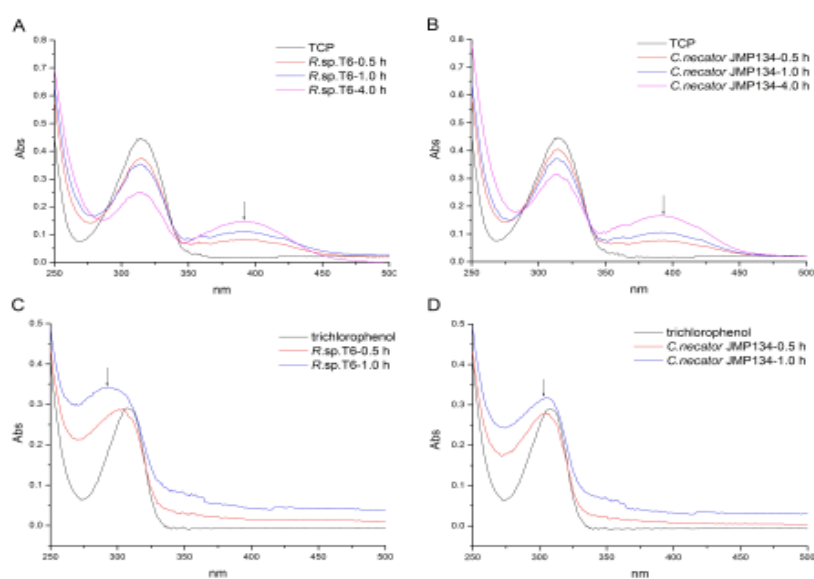 A
TCP
R.sp.T6-0.5 h
R.sp.T6-1.0 h
R.sp.T6-4.0 h
0.8
0.7
0.6
0.5
0.4
0.3
0.2
0.1
0.0
Abs
250 300 350 400 450 500
nm
B
TCP
C.necator JMP134-0.5 h
C.necator JMP134-1.0 h
C.necator JMP134-4.0 h
0.8
0.7
0.6
0.5
0.4
0.3
0.2
0.1
0.0
Abs
250 300 350 400 450 500
nm
C
trichlorophenol
R.sp.T6-0.5 h
R.sp.T6-1.0 h
0.5
0.4
0.3
0.2
0.1
0.0
Abs
250 300 350 400 450 500
nm
D
trichlorophenol
C.necator JMP134-0.5 h
C.necator JMP134-1.0 h
0.5
0.4
0.3
0.2
0.1
0.0
Abs
250 300 350 400 450 500
nm